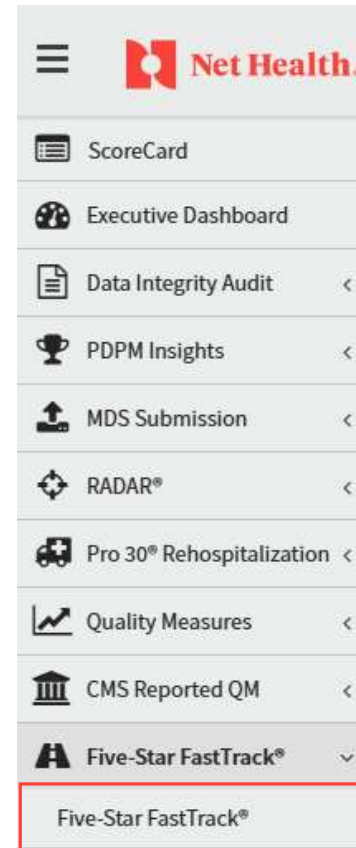 Net Health.
ScoreCard
Executive Dashboard
Data Integrity Audit
PDPM Insights
MDS Submission
RADAR®
Pro 30® Rehospitalization
Quality Measures
CMS Reported QM
Five-Star FastTrack®
Five-Star FastTrack®